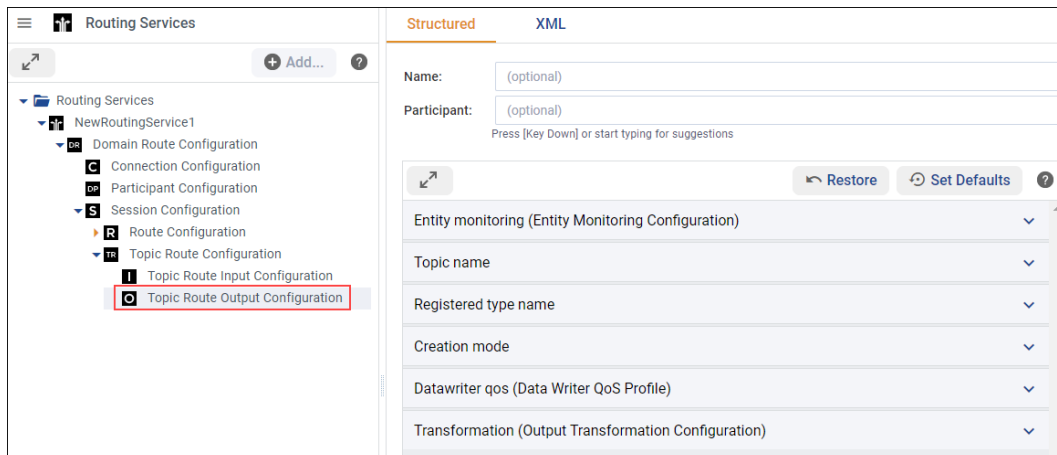 Routing Services
Add...
Routing Services
NewRoutingService1
DR Domain Route Configuration
C Connection Configuration
DP Participant Configuration
S Session Configuration
R Route Configuration
TR Topic Route Configuration
I Topic Route Input Configuration
O Topic Route Output Configuration
Structured XML
Name: (optional)
Participant: (optional)
Press [Key Down] or start typing for suggestions
Restore Set Defaults
Entity monitoring (Entity Monitoring Configuration)
Topic name
Registered type name
Creation mode
Datawriter qos (Data Writer QoS Profile)
Transformation (Output Transformation Configuration)